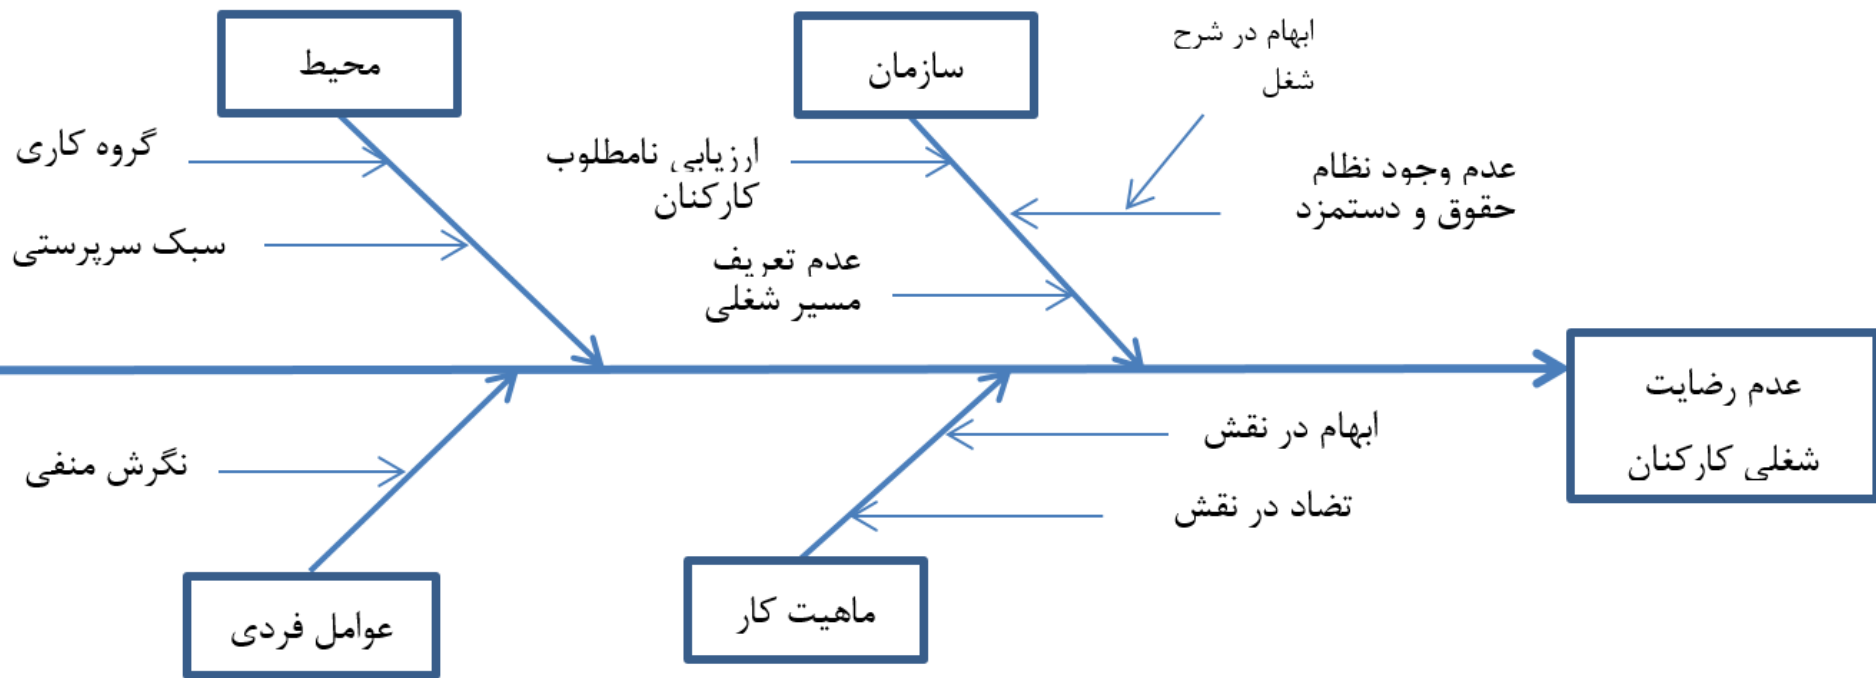 محیط
سازمان
ابهام در شرح
شغل
گروه کاری
سبک سرپرستی
ارزیابی نامطلوب
کارکنان
عدم تعریف
مسیر شغلی
عدم وجود نظام
حقوق و دستمزد
عدم رضایت
شغلی کارکنان
ابهام در نقش
تضاد در نقش
نگرش منفی
ماهیت کار
عوامل فردی